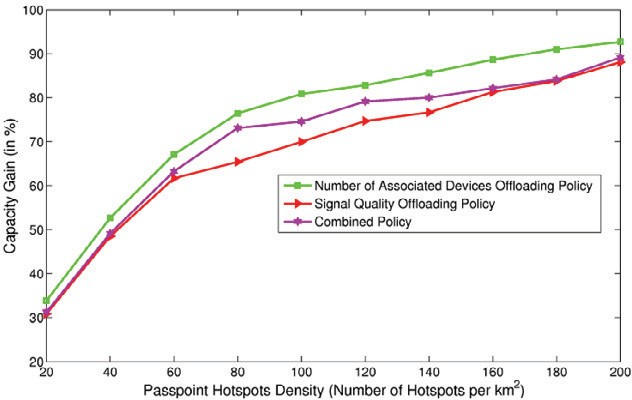 100
90
80
70
60
50
40
30
20
Capacity Gain (in %)
Number of Associated Devices Offloading Policy
Signal Quality Offloading Policy
Combined Policy
20 40 60 80 100 120 140 160 180 200
Passpoint Hotspots Density (Number of Hotspots per km²)